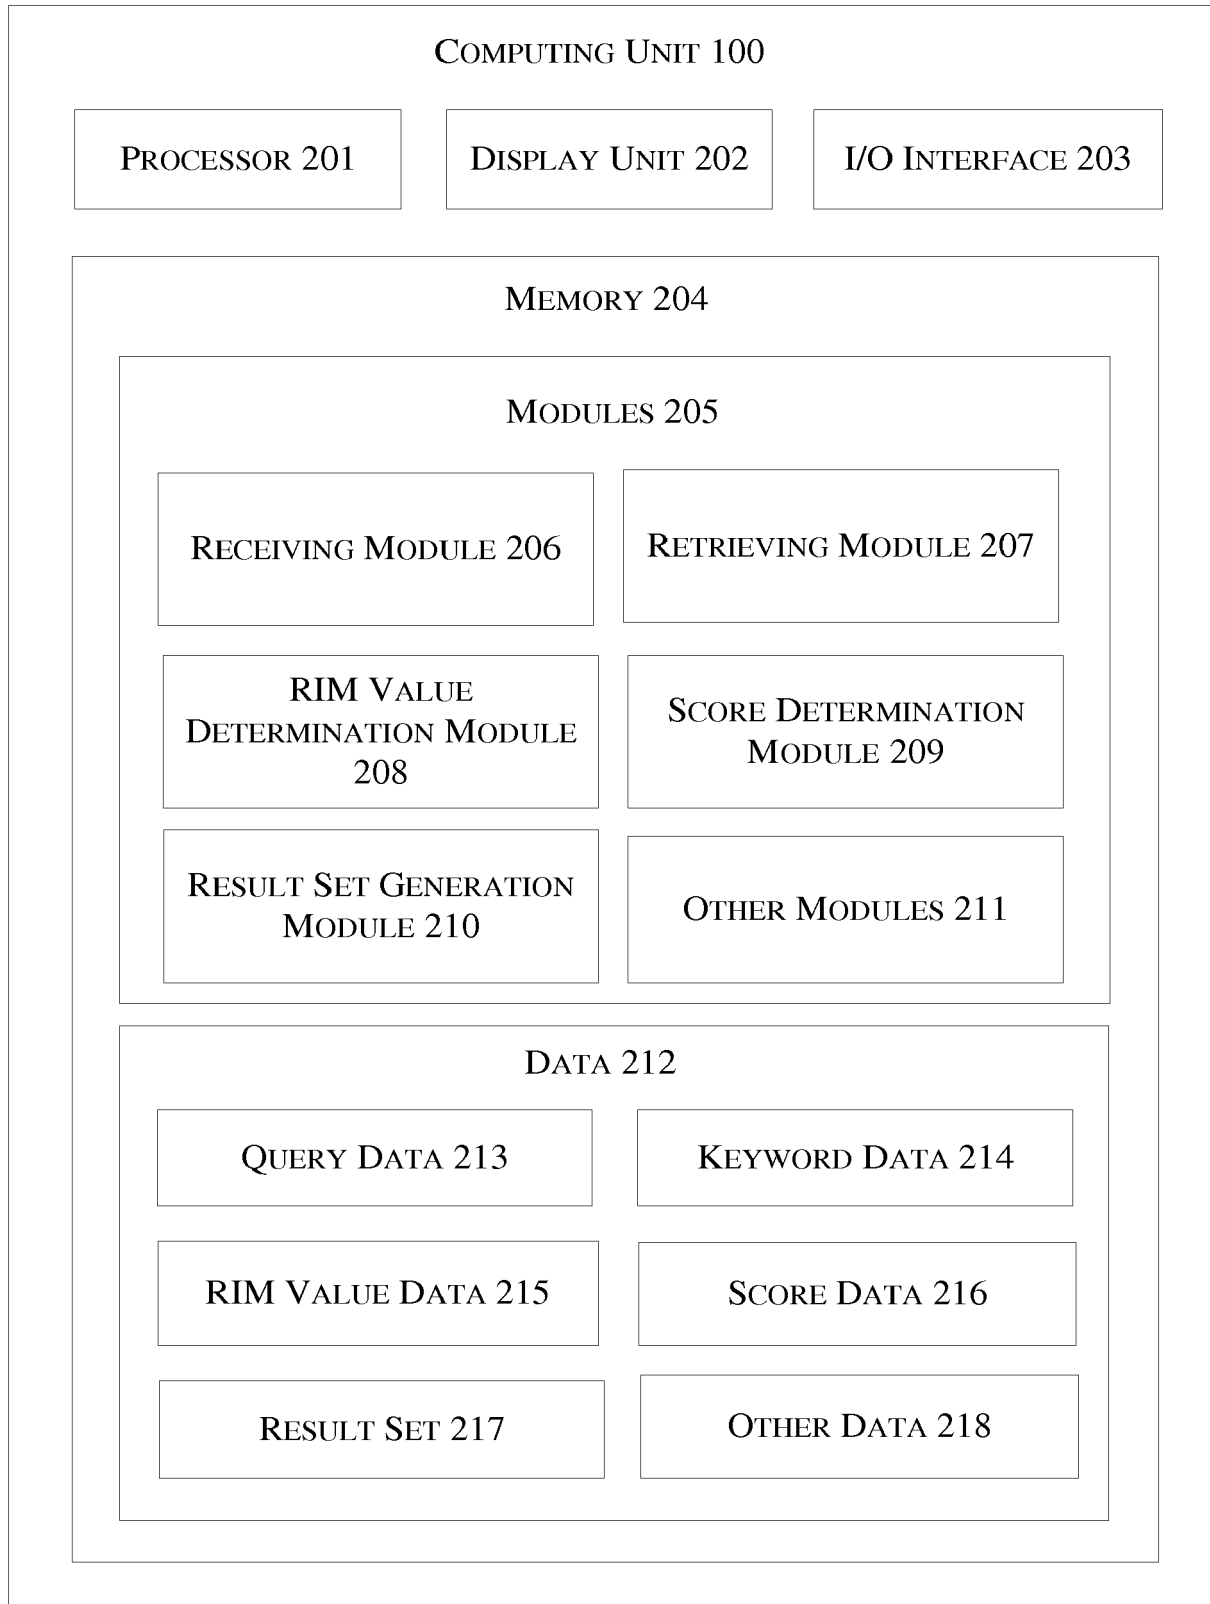 COMPUTING UNIT 100
PROCESSOR 201
DISPLAY UNIT 202
I/O INTERFACE 203
MEMORY 204
MODULES 205
RECEIVING MODULE 206
RETRIEVING MODULE 207
RIM VALUE
DETERMINATION MODULE
208
SCORE DETERMINATION
MODULE 209
RESULT SET GENERATION
MODULE 210
OTHER MODULES 211
DATA 212
QUERY DATA 213
KEYWORD DATA 214
RIM VALUE DATA 215
SCORE DATA 216
RESULT SET 217
OTHER DATA 218